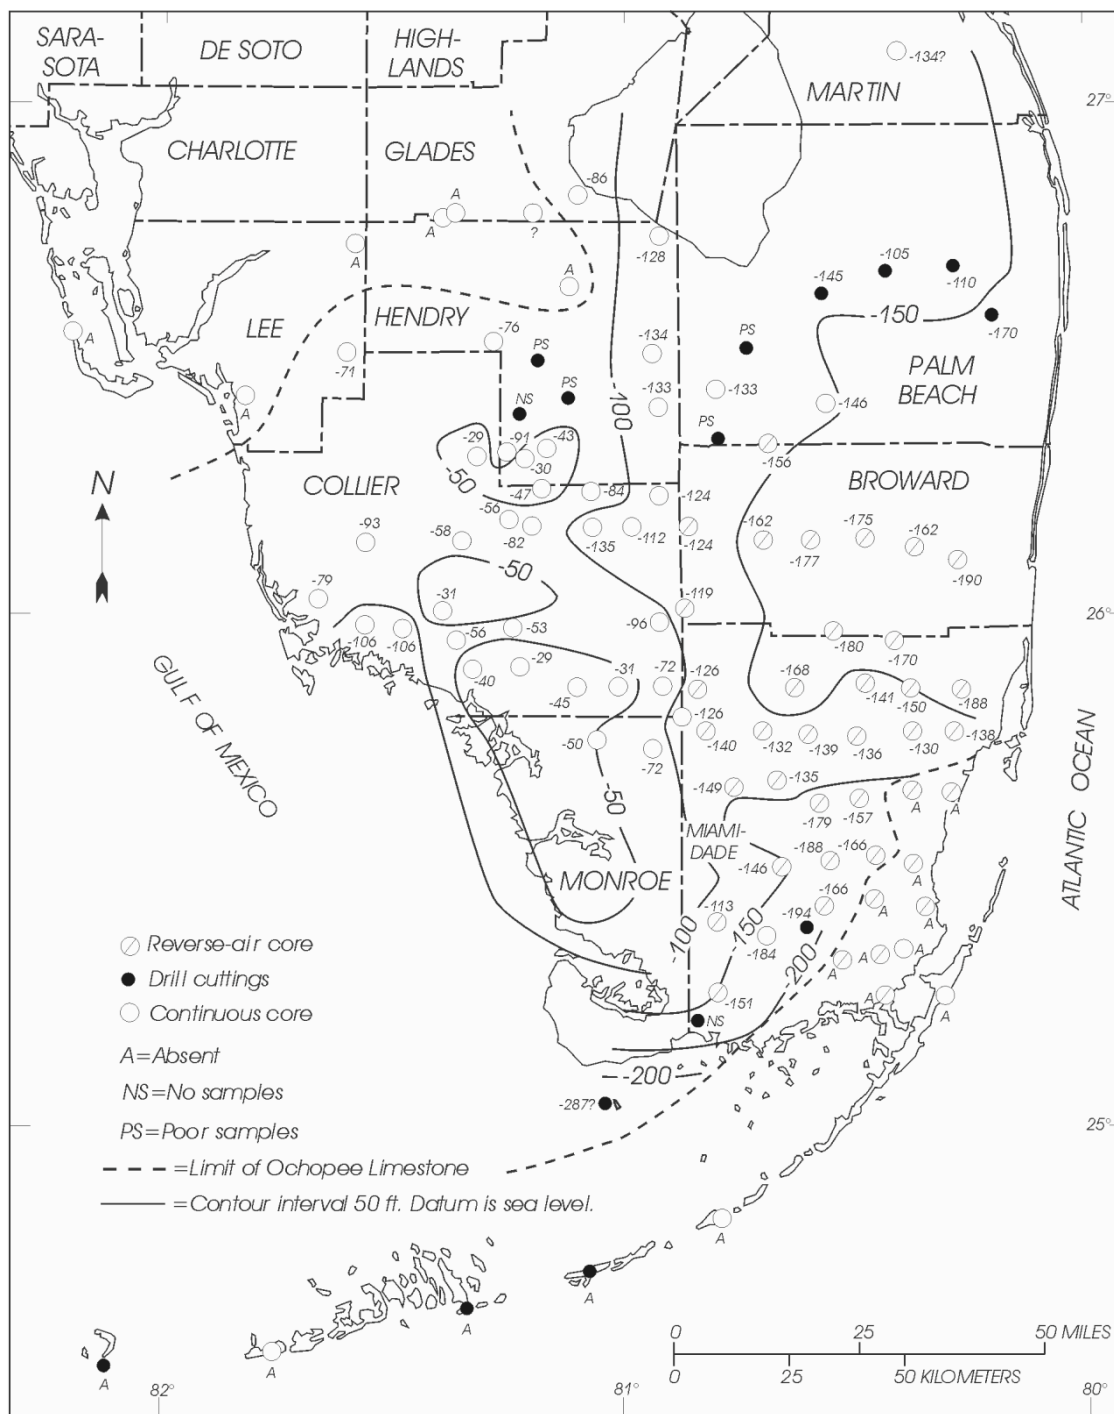 SARA-
SOTA
DE SOTO
HIGH-
LANDS
-134?
MARTIN
27°
CHARLOTTE
GLADES
-86
A
A
?
-128
A
A
-105
-145
-110
-150
-170
LEE
HENDRY
A
-76
PS
-134
PS
-71
PALM
BEACH
PS
-133
-133
-146
A
NS
-100
PS
-29
-91
-43
-30
-156
-50
N
COLLIER
-47
-84
-124
BROWARD
-56
-93
-58
-82
-135
-112
-124
-162
-177
-175
-162
-190
-50
-79
-31
-119
26°
-106
-106
-56
-53
-96
-180
-170
GULF OF MEXICO
-40
-29
-45
-31
-72
-126
-168
-141
-150
-188
-126
-50
-72
-140
-132
-139
-136
-130
-138
ATLANTIC OCEAN
-149
-135
-50
-179
-157
A
A
MIAMI-
DADE
-188
-166
-146
A
MONROE
-166
-113
-194
A
A
-150
-100
-184
-200
A
A
A
-151
A
A
NS
-200
-287?
Reverse-air core
Drill cuttings
Continuous core
A=Absent
NS=No samples
PS=Poor samples
=Limit of Ochopee Limestone
=Contour interval 50 ft. Datum is sea level.
25°
A
A
A
A
A
0 25 50 MILES
0 25 50 KILOMETERS
82° 81° 80°